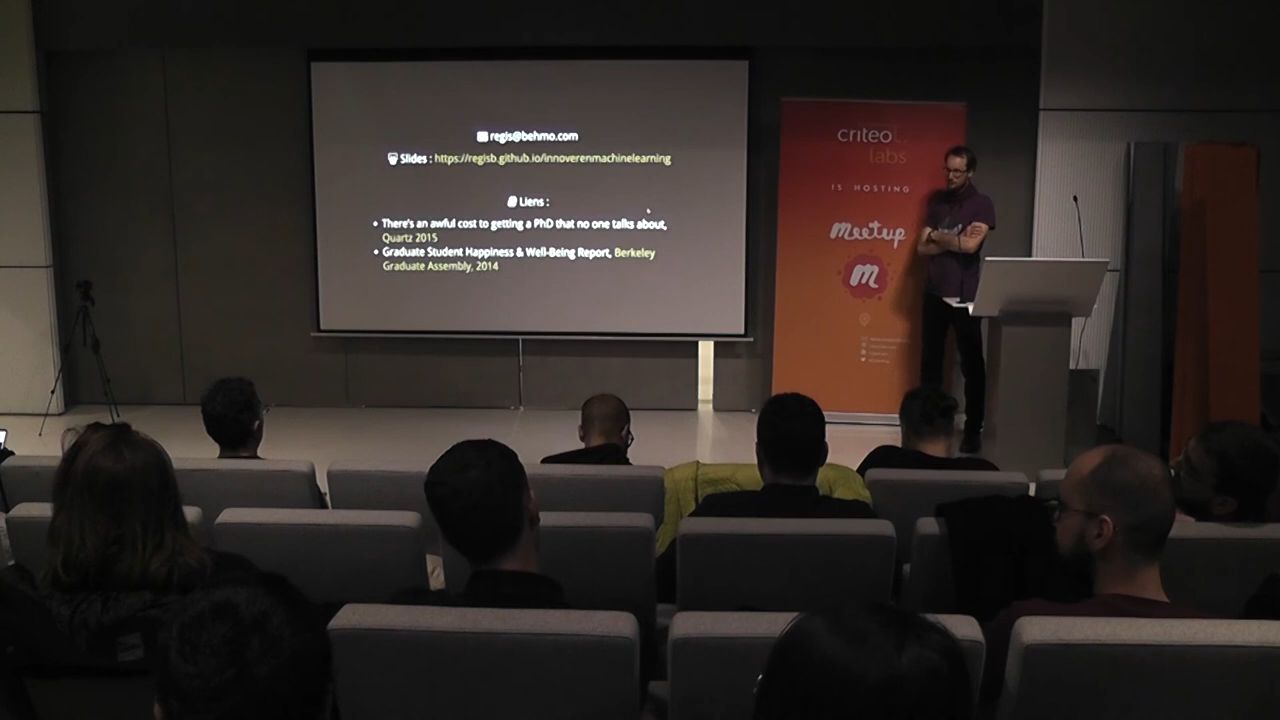 regis@behmo.com
Slides : https://regisb.github.io/innoverenmachinelearning
Liens :
• There's an awful cost to getting a PhD that no one talks about,
Quartz 2015
• Graduate Student Happiness & Well-Being Report, Berkeley
Graduate Assembly, 2014
criteo
labs
IS HOSTING
Meetup
m